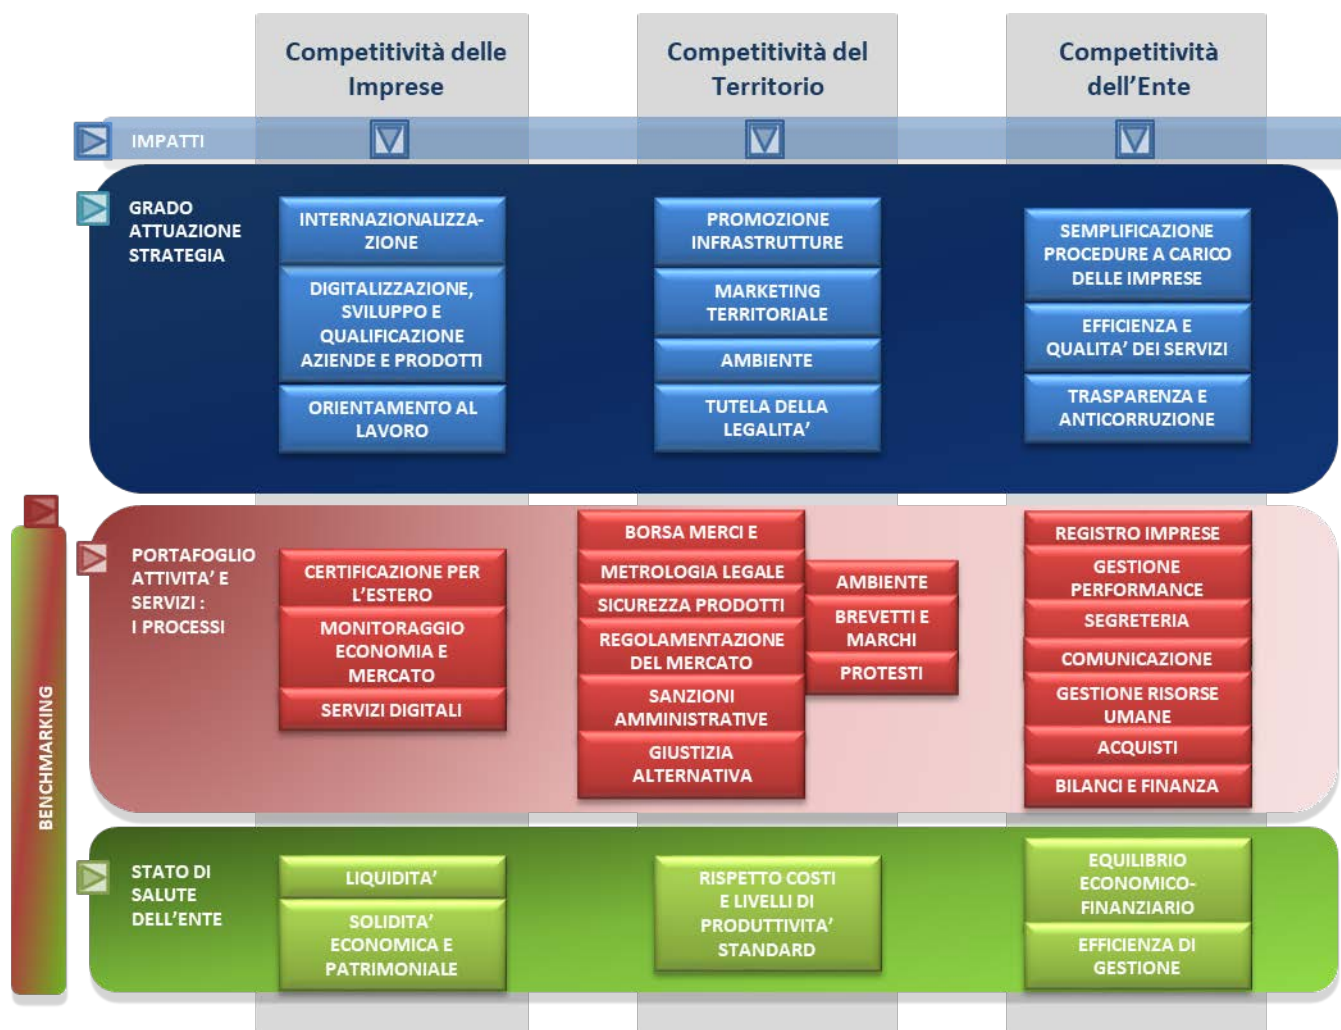 Competitività delle
Imprese
Competitività del
Territorio
Competitività
dell’Ente
IMPATTI
GRADO
ATTUAZIONE
STRATEGIA
INTERNAZIONALIZZA-
ZIONE
DIGITALIZZAZIONE,
SVILUPPO E
QUALIFICAZIONE
AZIENDE E PRODOTTI
ORIENTAMENTO AL
LAVORO
PROMOZIONE
INFRASTRUTTURE
MARKETING
TERRITORIALE
AMBIENTE
TUTELA DELLA
LEGALITA’
SEMPLIFICAZIONE
PROCEDURE A CARICO
DELLE IMPRESE
EFFICIENZA E
QUALITA’ DEI SERVIZI
TRASPARENZA E
ANTICORRUZIONE
BENCHMARKING
PORTAFOGLIO
ATTIVITA’ E
SERVIZI :
I PROCESSI
CERTIFICAZIONE PER
L’ESTERO
MONITORAGGIO
ECONOMIA E
MERCATO
SERVIZI DIGITALI
BORSA MERCI E
METROLOGIA LEGALE
SICUREZZA PRODOTTI
REGOLAMENTAZIONE
DEL MERCATO
SANZIONI
AMMINISTRATIVE
GIUSTIZIA
ALTERNATIVA
AMBIENTE
BREVETTI E
MARCHI
PROTESTI
REGISTRO IMPRESE
GESTIONE
PERFORMANCE
SEGRETERIA
COMUNICAZIONE
GESTIONE RISORSE
UMANE
ACQUISTI
BILANCI E FINANZA
STATO DI
SALUTE
DELL’ENTE
LIQUIDITA’
SOLIDITA’
ECONOMICA E
PATRIMONIALE
RISPETTO COSTI
E LIVELLI DI
PRODUTTIVITA’
STANDARD
EQUILIBRIO
ECONOMICO-
FINANZIARIO
EFFICIENZA DI
GESTIONE